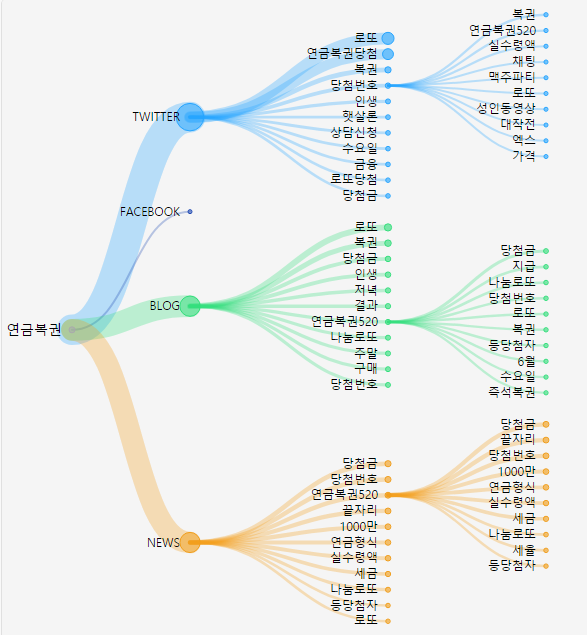 연금복권
TWITTER
로또
연금복권당첨
복권
당첨번호
인생
햇살론
상담신청
수요일
금융
로또당첨
당첨금
복권
연금복권520
실수령액
채팅
맥주파티
로또
성인동영상
대작전
엑스
가격
FACEBOOK
BLOG
로또
복권
당첨금
인생
저녁
결과
연금복권520
나눔로또
주말
구매
당첨번호
당첨금
지급
나눔로또
당첨번호
로또
복권
등당첨자
6월
수요일
즉석복권
NEWS
당첨금
당첨번호
연금복권520
끝자리
1000만
연금형식
실수령액
세금
나눔로또
등당첨자
로또
당첨금
끝자리
당첨번호
1000만
연금형식
실수령액
세금
나눔로또
세율
등당첨자